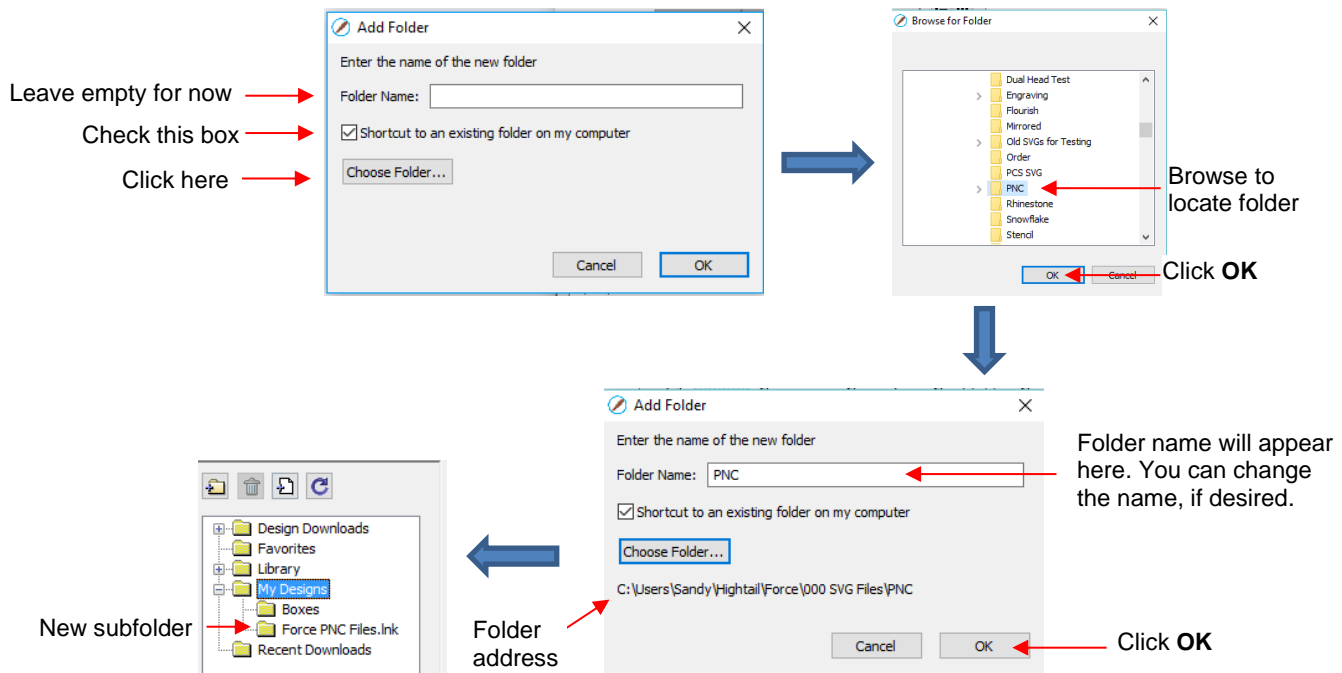 Add Folder
Enter the name of the new folder
Leave empty for now
Folder Name:
Check this box
Shortcut to an existing folder on my computer
Click here
Choose Folder...
Cancel
OK
Browse for Folder
Dual Head Test
Engraving
Flourish
Mirrored
Old SVGs for Testing
Order
PCS SVG
PNC
Rhinestone
Snowflake
Stencil
Browse to
locate folder
OK
Cancel
Click OK
Add Folder
Enter the name of the new folder
Folder Name: PNC
Folder name will appear
here. You can change
the name, if desired.
Shortcut to an existing folder on my computer
Choose Folder...
C:\Users\Sandy\Hightail\Force\000 SVG Files\PNC
Folder
address
Cancel
OK
Click OK
Design Downloads
Favorites
Library
My Designs
Boxes
New subfolder
Force PNC Files.lnk
Recent Downloads